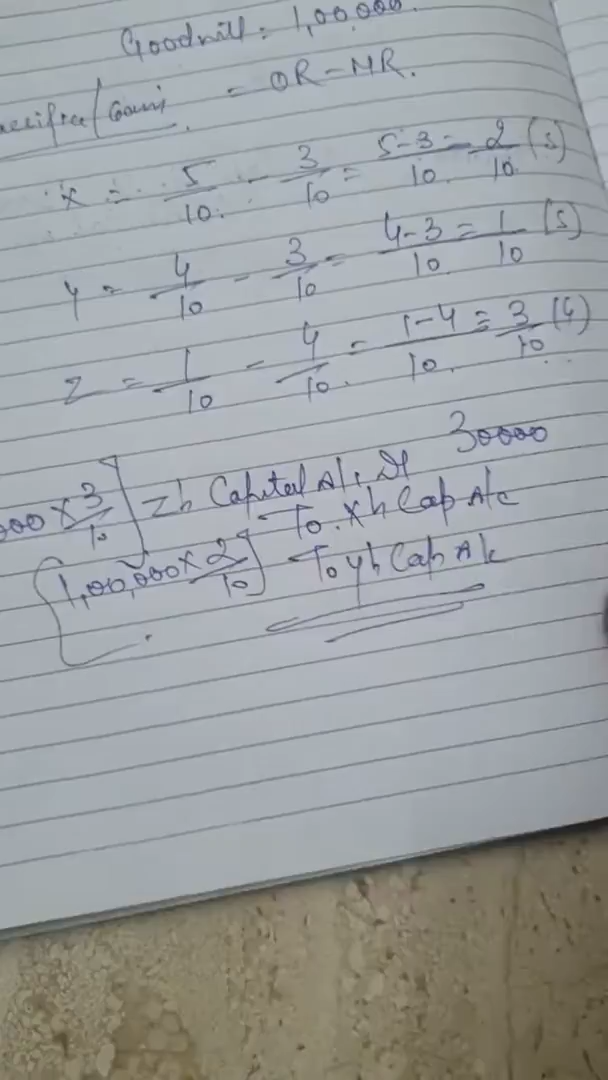 Goodwill = 1,00,000.
/Gain = OR - NR.
x = 5/10 - 3/10 = 5-3/10 = 2/10 (S)
y = 4/10 - 3/10 = 4-3/10 = 1/10 (S)
z = 1/10 - 4/10 = 1-4/10 = 3/10 (G)
000 × 3/10] Z's Capital A/c Dr 30000
To X's Cap A/c
[1,00,000 × 2/10] To Y's Cap A/c